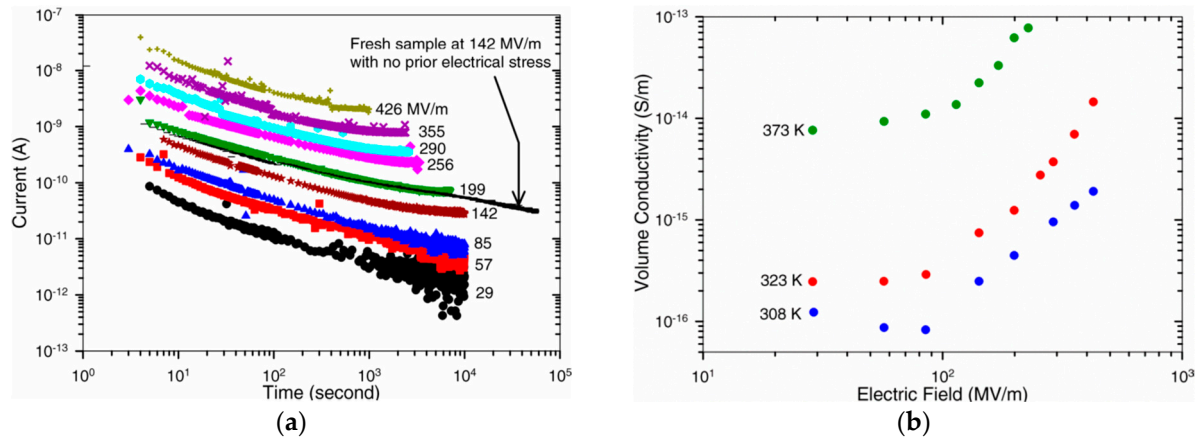 10⁻⁷
10⁻⁸
10⁻⁹
10⁻¹⁰
10⁻¹¹
10⁻¹²
10⁻¹³
Current (A)
Fresh sample at 142 MV/m
with no prior electrical stress
426 MV/m
355
290
256
199
142
85
57
29
10⁰
10¹
10²
10³
10⁴
10⁵
Time (second)
(a)
10⁻¹³
10⁻¹⁴
10⁻¹⁵
10⁻¹⁶
Volume Conductivity (S/m)
373 K
323 K
308 K
10¹
10²
10³
Electric Field (MV/m)
(b)